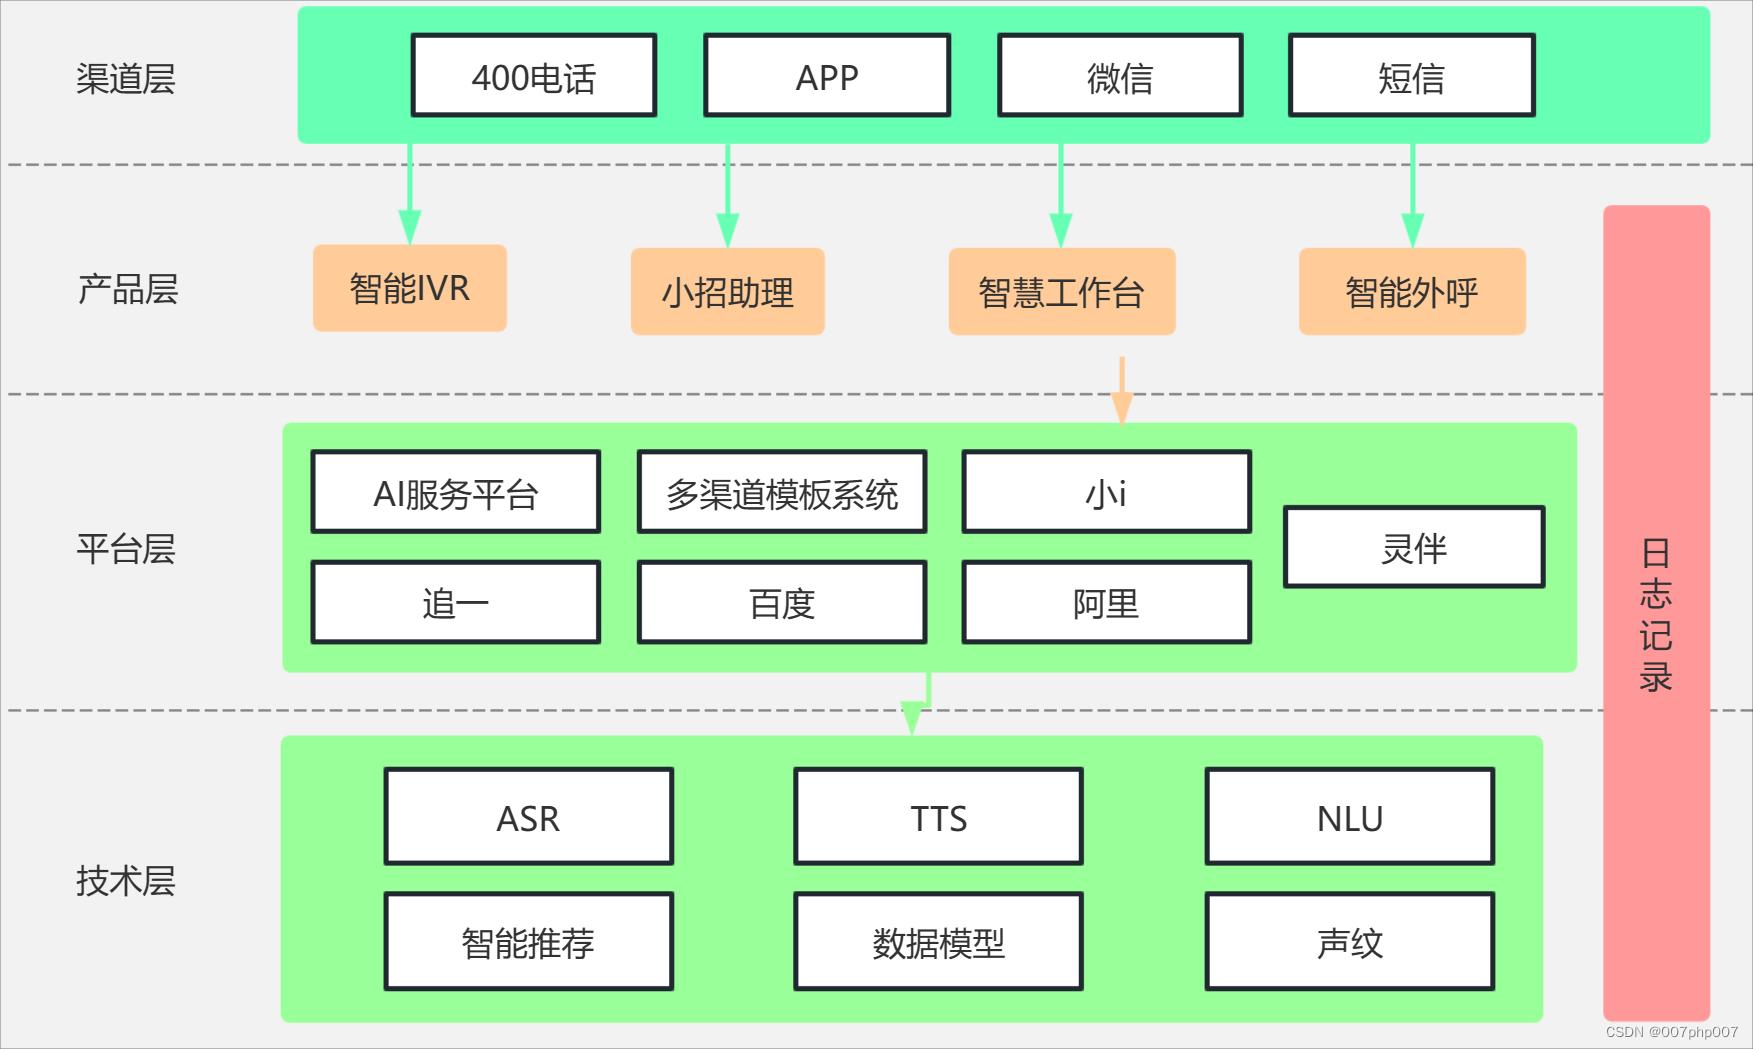 渠道层
400电话
APP
微信
短信
产品层
智能IVR
小招助理
智慧工作台
智能外呼
平台层
AI服务平台
多渠道模板系统
小i
灵伴
追一
百度
阿里
技术层
ASR
TTS
NLU
智能推荐
数据模型
声纹
日志记录
CSDN @007php007